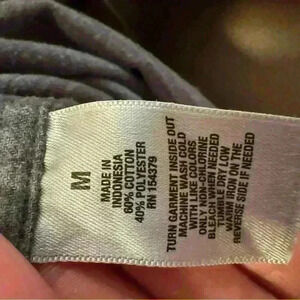 M
MADE IN
INDONESIA
60% COTTON
40% POLYESTER
RN 154379
TURN GARMENT INSIDE OUT
MACHINE WASH COLD
WITH LIKE COLORS
ONLY NON-CHLORINE
BLEACH WHEN NEEDED
TUMBLE DRY LOW
WARM IRON ON THE
REVERSE SIDE IF NEEDED